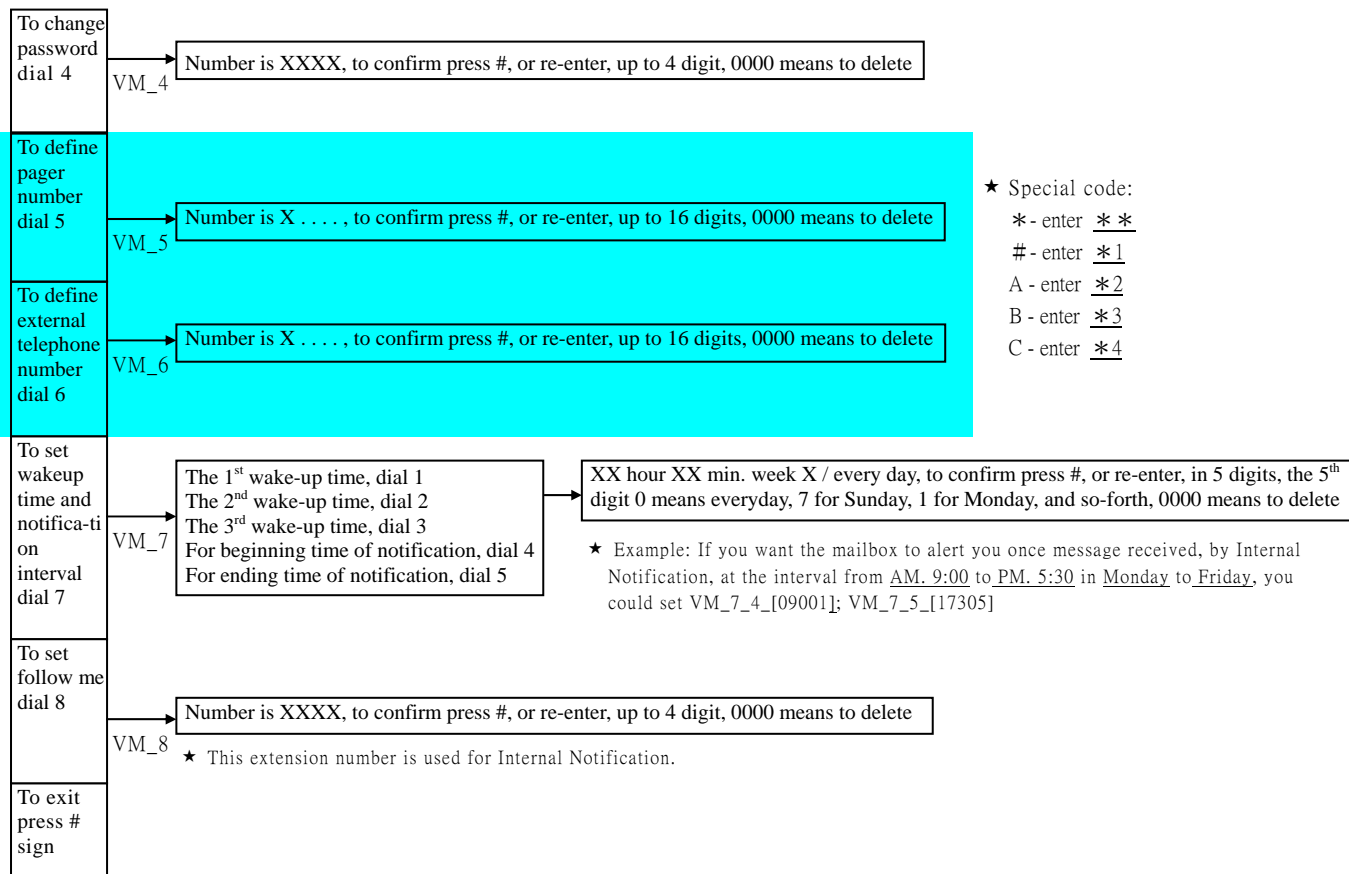 To change
password
dial 4
VM_4
Number is XXXX, to confirm press #, or re-enter, up to 4 digit, 0000 means to delete
To define
pager
number
dial 5
VM_5
Number is X . . . . , to confirm press #, or re-enter, up to 16 digits, 0000 means to delete
To define
external
telephone
number
dial 6
VM_6
Number is X . . . . , to confirm press #, or re-enter, up to 16 digits, 0000 means to delete
★ Special code:
* - enter **
# - enter *1
A - enter *2
B - enter *3
C - enter *4
To set
wakeup
time and
notifica-ti
on
interval
dial 7
VM_7
The 1st wake-up time, dial 1
The 2nd wake-up time, dial 2
The 3rd wake-up time, dial 3
For beginning time of notification, dial 4
For ending time of notification, dial 5
XX hour XX min. week X / every day, to confirm press #, or re-enter, in 5 digits, the 5th
digit 0 means everyday, 7 for Sunday, 1 for Monday, and so-forth, 0000 means to delete
★ Example: If you want the mailbox to alert you once message received, by Internal
Notification, at the interval from AM. 9:00 to PM. 5:30 in Monday to Friday, you
could set VM_7_4_[09001]; VM_7_5_[17305]
To set
follow me
dial 8
VM_8
Number is XXXX, to confirm press #, or re-enter, up to 4 digit, 0000 means to delete
★ This extension number is used for Internal Notification.
To exit
press #
sign